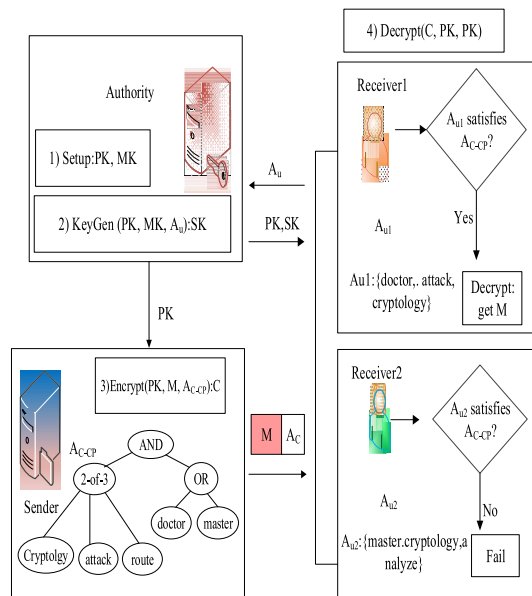 4) Decrypt(C, PK, PK)
Authority
1) Setup:PK, MK
2) KeyGen (PK, MK, Au):SK
Au
PK,SK
PK
Receiver1
Au1 satisfies
AC-CP?
Au1
Yes
Au1:{doctor,. attack,
cryptology}
Decrypt:
get M
3)Encrypt(PK, M, AC-CP):C
AC-CP
AND
2-of-3
OR
Sender
doctor
master
Cryptolgy
attack
route
M
AC
Receiver2
Au2 satisfies
AC-CP?
Au2
No
Au2:{master.cryptology,a
nalyze}
Fail